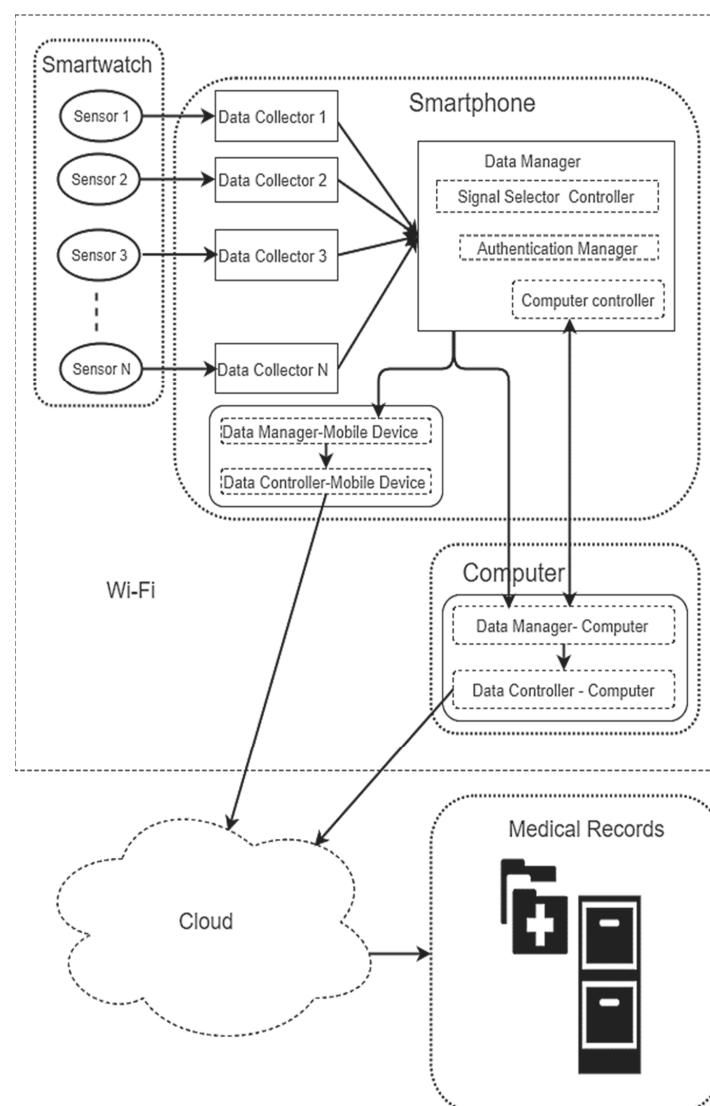 Smartwatch
Smartphone
Sensor 1
Data Collector 1
Sensor 2
Data Collector 2
Sensor 3
Data Collector 3
Sensor N
Data Collector N
Data Manager
Signal Selector Controller
Authentication Manager
Computer controller
Data Manager-Mobile Device
Data Controller-Mobile Device
Wi-Fi
Computer
Data Manager- Computer
Data Controller - Computer
Cloud
Medical Records